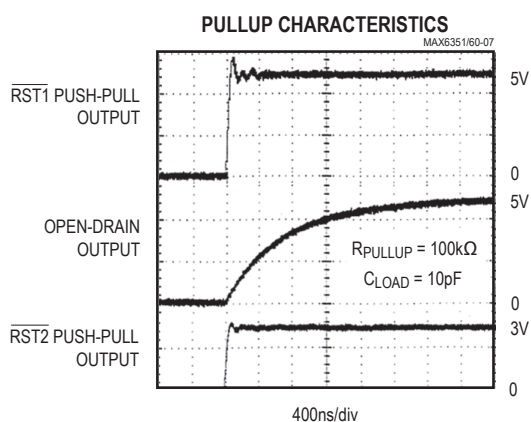 PULLUP CHARACTERISTICS
MAX6351/60-07
RST1 PUSH-PULL
OUTPUT
5V
0
OPEN-DRAIN
OUTPUT
5V
RPULLUP = 100kΩ
CLOAD = 10pF
0
RST2 PUSH-PULL
OUTPUT
3V
0
400ns/div